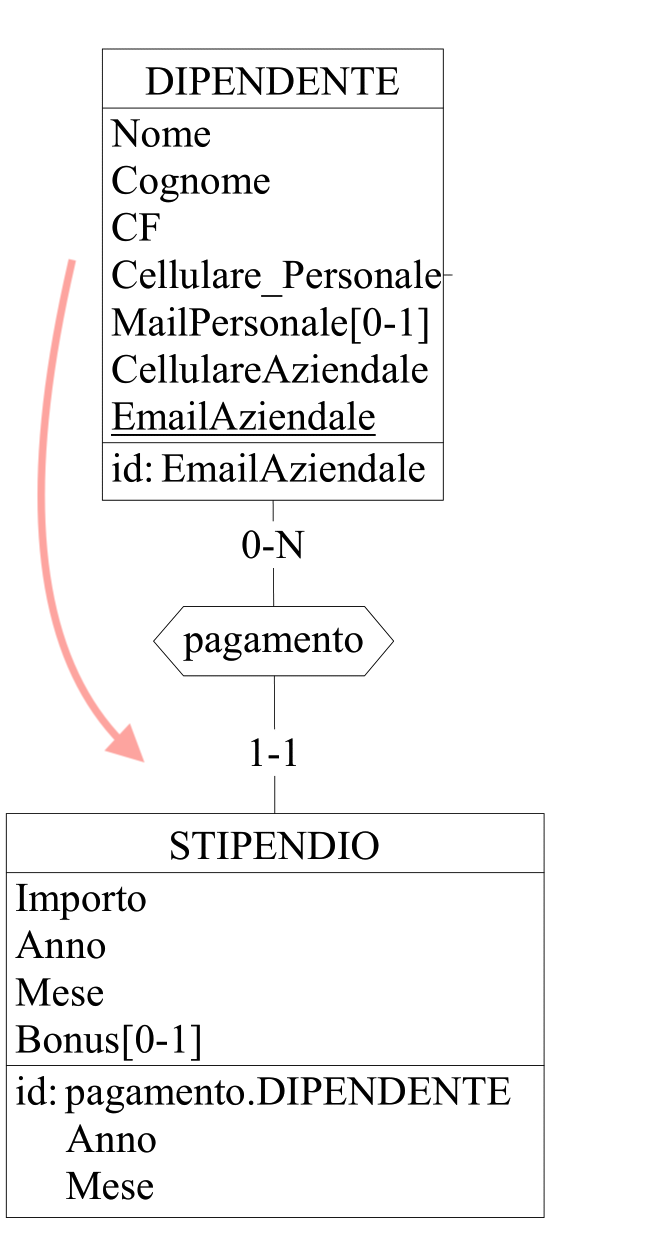 DIPENDENTE
Nome
Cognome
CF
Cellulare_Personale
MailPersonale[0-1]
CellulareAziendale
EmailAziendale
id: EmailAziendale
0-N
pagamento
1-1
STIPENDIO
Importo
Anno
Mese
Bonus[0-1]
id: pagamento.DIPENDENTE
Anno
Mese